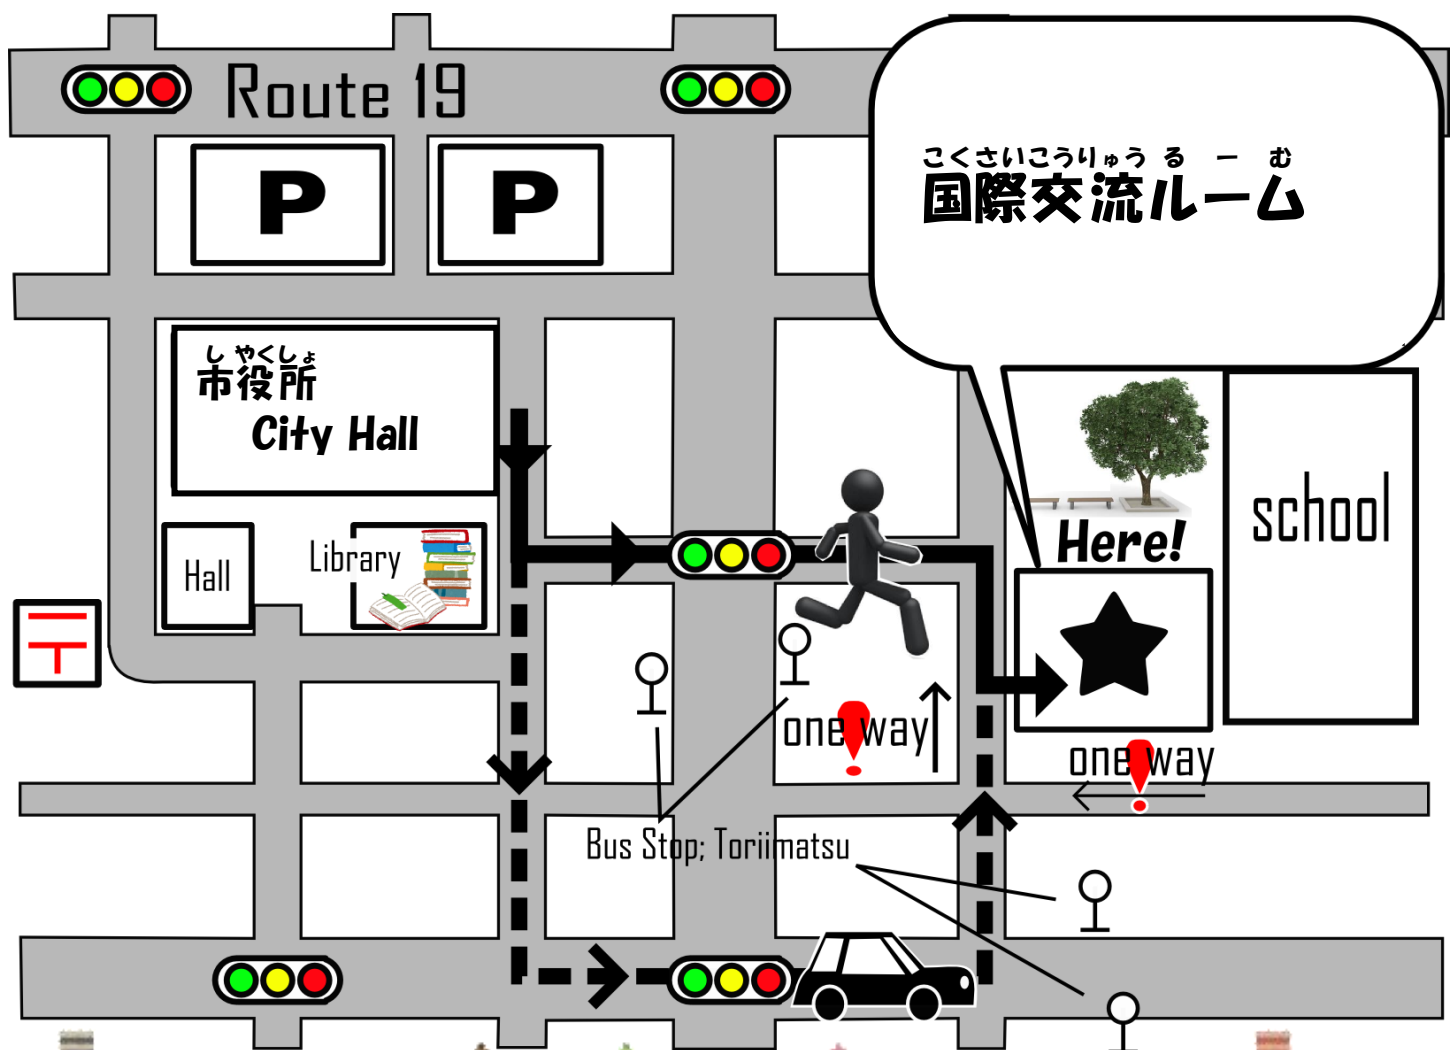 Route 19
P
P
こくさいこうりゅう る ー む
国際交流ルーム
し やくしょ
市役所
City Hall
Hall
Library
〒
Here!
school
one way
one way
Bus Stop; Toriimatsu